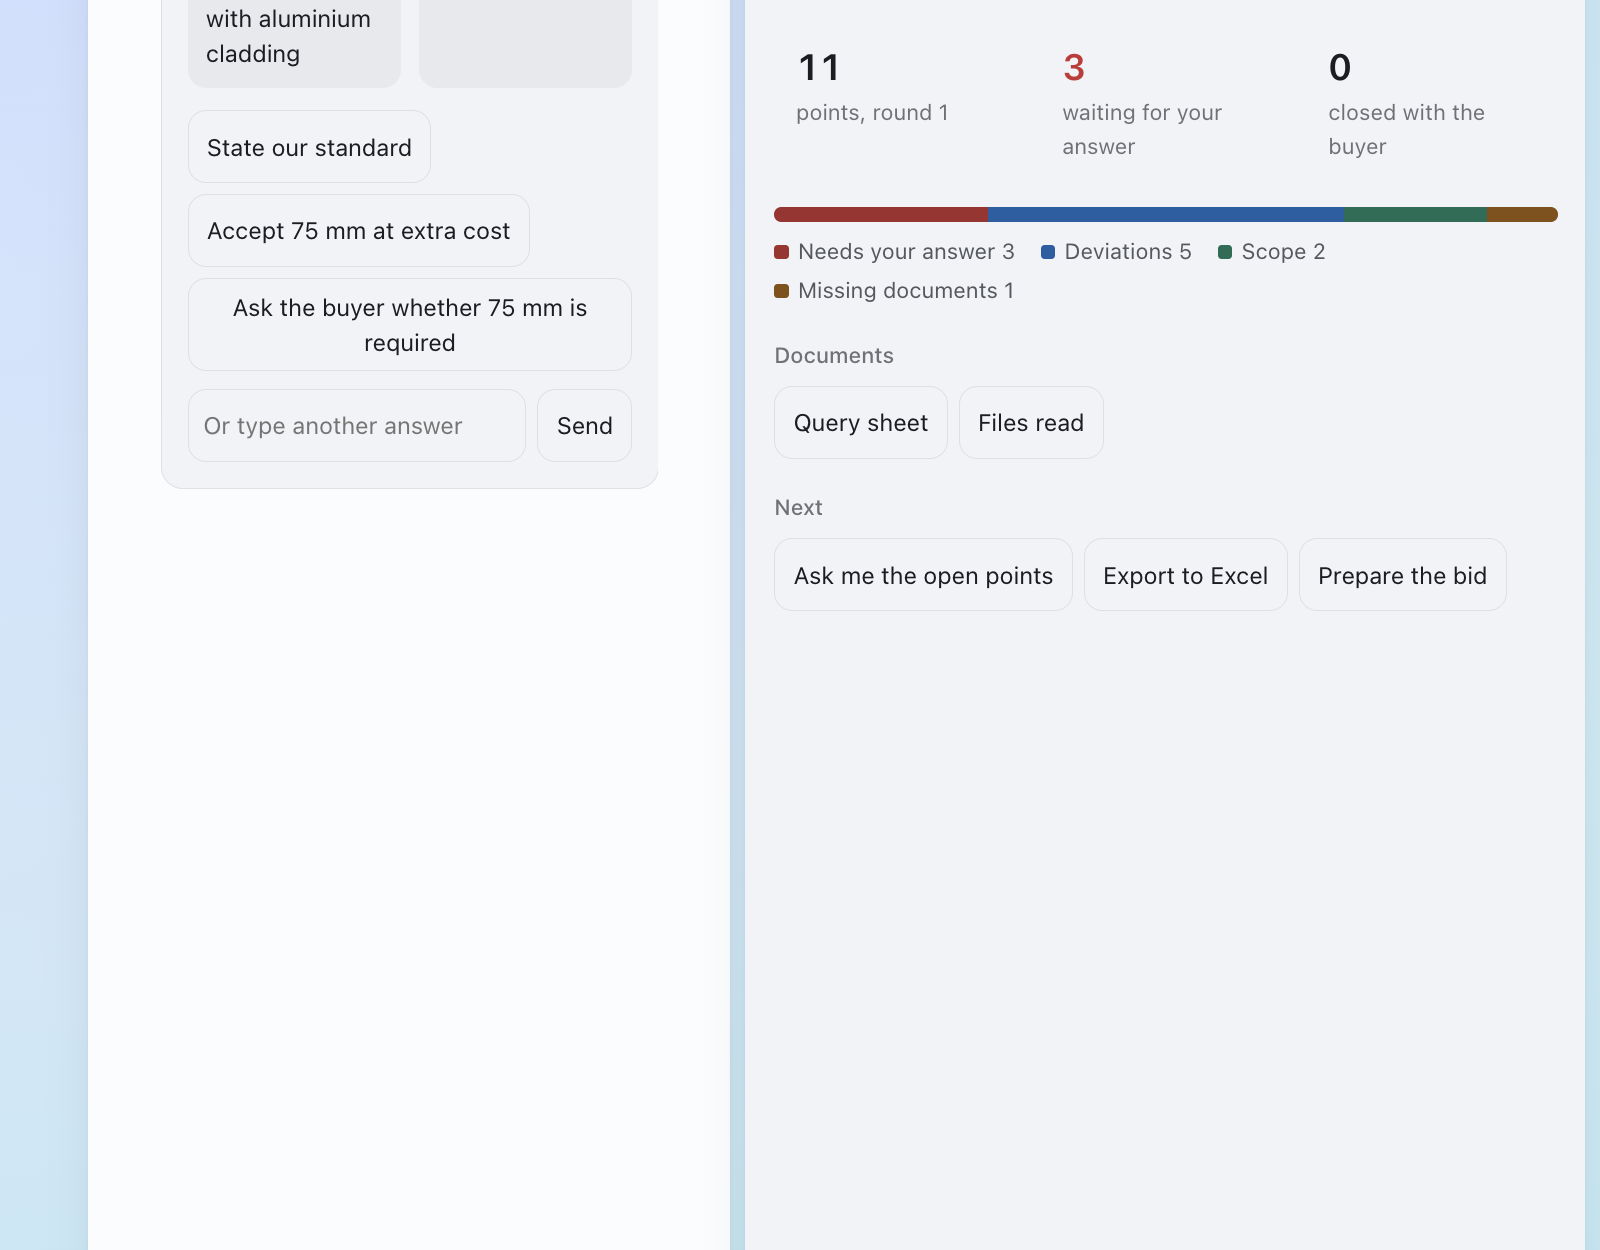 with aluminium
cladding
State our standard
Accept 75 mm at extra cost
Ask the buyer whether 75 mm is
required
Or type another answer
Send
11
points, round 1
3
waiting for your
answer
0
closed with the
buyer
Needs your answer 3
Deviations 5
Scope 2
Missing documents 1
Documents
Query sheet
Files read
Next
Ask me the open points
Export to Excel
Prepare the bid